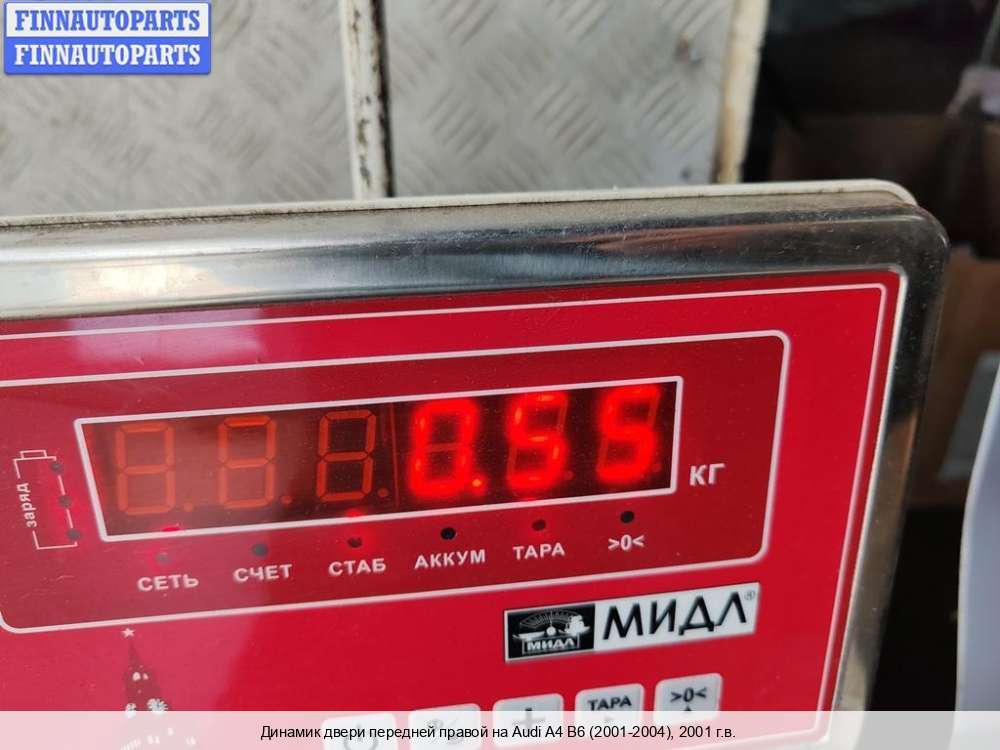 FINNAUTOPARTS
FINNAUTOPARTS
0.55
КГ
заряд
СЕТЬ СЧЕТ СТАБ АККУМ ТАРА >0<
МИДЛ®
МИДЛ
ТАРА >0<
Динамик двери передней правой на Audi A4 B6 (2001-2004), 2001 г.в.